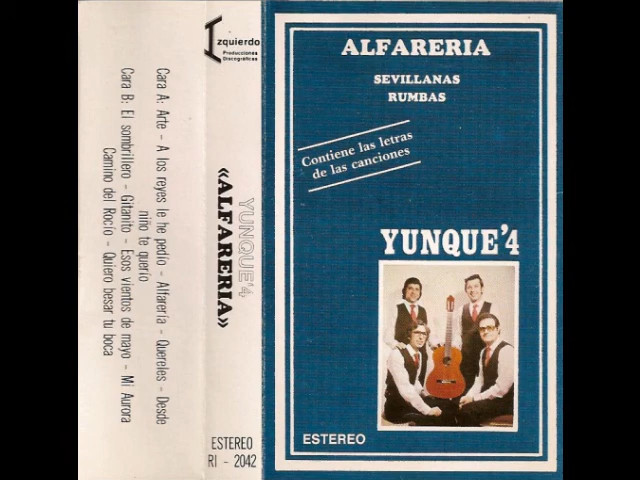 Cara A: Arte - A los reyes le he pedío - Alfarería - Quereles - Desde
niño te querío
Cara B: El sombrillero - Gitanito - Esos vientos de mayo - Mi Aurora
Camino del Rocío - Quiero besar tu boca
Izquierdo
Producciones
Discográficas
YUNQUE'4
«ALFARERIA»
ESTEREO
RI - 2042
ALFARERIA
SEVILLANAS
RUMBAS
Contiene las letras
de las canciones
YUNQUE'4
ESTEREO